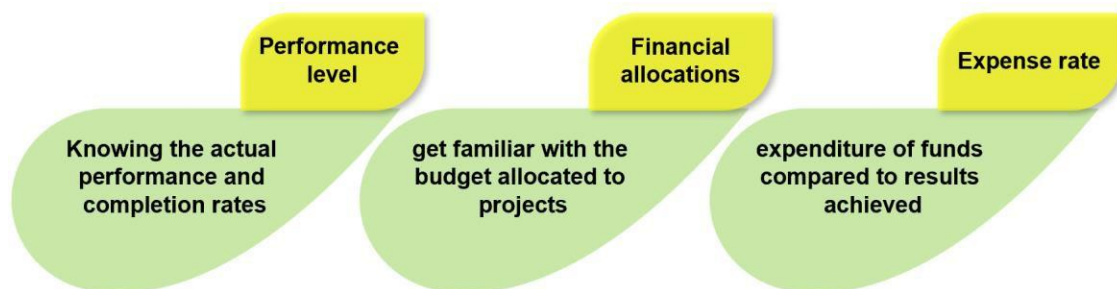 Performance
level
Knowing the actual
performance and
completion rates
Financial
allocations
get familiar with the
budget allocated to
projects
Expense rate
expenditure of funds
compared to results
achieved